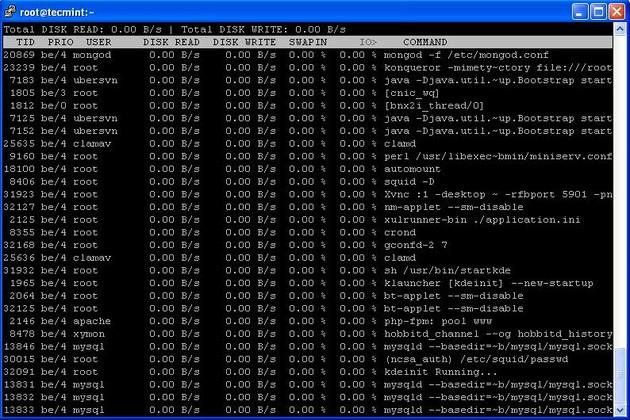 root@tecmint:~
Total DISK READ: 0.00 B/s | Total DISK WRITE: 0.00 B/s
TID PRIO USER DISK READ DISK WRITE SWAPIN IO> COMMAND
20869 be/4 mongod 0.00 B/s 0.00 B/s 0.00 % 0.00 % mongod -f /etc/mongod.conf
23239 be/4 root 0.00 B/s 0.00 B/s 0.00 % 0.00 % konqueror -mimety~ctory file:///root
7183 be/4 ubersvn 0.00 B/s 0.00 B/s 0.00 % 0.00 % java -Djava.util.~up.Bootstrap start
1805 be/3 root 0.00 B/s 0.00 B/s 0.00 % 0.00 % [cnic_wq]
1812 be/0 root 0.00 B/s 0.00 B/s 0.00 % 0.00 % [bnx2i_thread/0]
7125 be/4 ubersvn 0.00 B/s 0.00 B/s 0.00 % 0.00 % java -Djava.util.~up.Bootstrap start
7152 be/4 ubersvn 0.00 B/s 0.00 B/s 0.00 % 0.00 % java -Djava.util.~up.Bootstrap start
25635 be/4 clamav 0.00 B/s 0.00 B/s 0.00 % 0.00 % clamd
9160 be/4 root 0.00 B/s 0.00 B/s 0.00 % 0.00 % perl /usr/libexec~bmin/miniserv.conf
18100 be/4 root 0.00 B/s 0.00 B/s 0.00 % 0.00 % automount
8406 be/4 root 0.00 B/s 0.00 B/s 0.00 % 0.00 % squid -D
31923 be/4 root 0.00 B/s 0.00 B/s 0.00 % 0.00 % Xvnc :1 -desktop ~ -rfbport 5901 -pn
32127 be/4 root 0.00 B/s 0.00 B/s 0.00 % 0.00 % nm-applet --sm-disable
2125 be/4 root 0.00 B/s 0.00 B/s 0.00 % 0.00 % xulrunner-bin ./application.ini
8355 be/4 root 0.00 B/s 0.00 B/s 0.00 % 0.00 % crond
32168 be/4 root 0.00 B/s 0.00 B/s 0.00 % 0.00 % gconfd-2 7
25636 be/4 clamav 0.00 B/s 0.00 B/s 0.00 % 0.00 % clamd
31932 be/4 root 0.00 B/s 0.00 B/s 0.00 % 0.00 % sh /usr/bin/startkde
1965 be/4 root 0.00 B/s 0.00 B/s 0.00 % 0.00 % klauncher [kdeinit] --new-startup
2064 be/4 root 0.00 B/s 0.00 B/s 0.00 % 0.00 % bt-applet --sm-disable
32125 be/4 root 0.00 B/s 0.00 B/s 0.00 % 0.00 % bt-applet --sm-disable
2146 be/4 apache 0.00 B/s 0.00 B/s 0.00 % 0.00 % php-fpm: pool www
8478 be/4 xymon 0.00 B/s 0.00 B/s 0.00 % 0.00 % hobbitd_channel --og hobbitd_history
13846 be/4 mysql 0.00 B/s 0.00 B/s 0.00 % 0.00 % mysqld --basedir=~b/mysql/mysql.sock
30015 be/4 root 0.00 B/s 0.00 B/s 0.00 % 0.00 % (ncsa_auth) /etc/squid/passwd
32091 be/4 root 0.00 B/s 0.00 B/s 0.00 % 0.00 % kdeinit Running...
13831 be/4 mysql 0.00 B/s 0.00 B/s 0.00 % 0.00 % mysqld --basedir=~b/mysql/mysql.sock
13832 be/4 mysql 0.00 B/s 0.00 B/s 0.00 % 0.00 % mysqld --basedir=~b/mysql/mysql.sock
13833 be/4 mysql 0.00 B/s 0.00 B/s 0.00 % 0.00 % mysqld --basedir=~b/mysql/mysql.sock